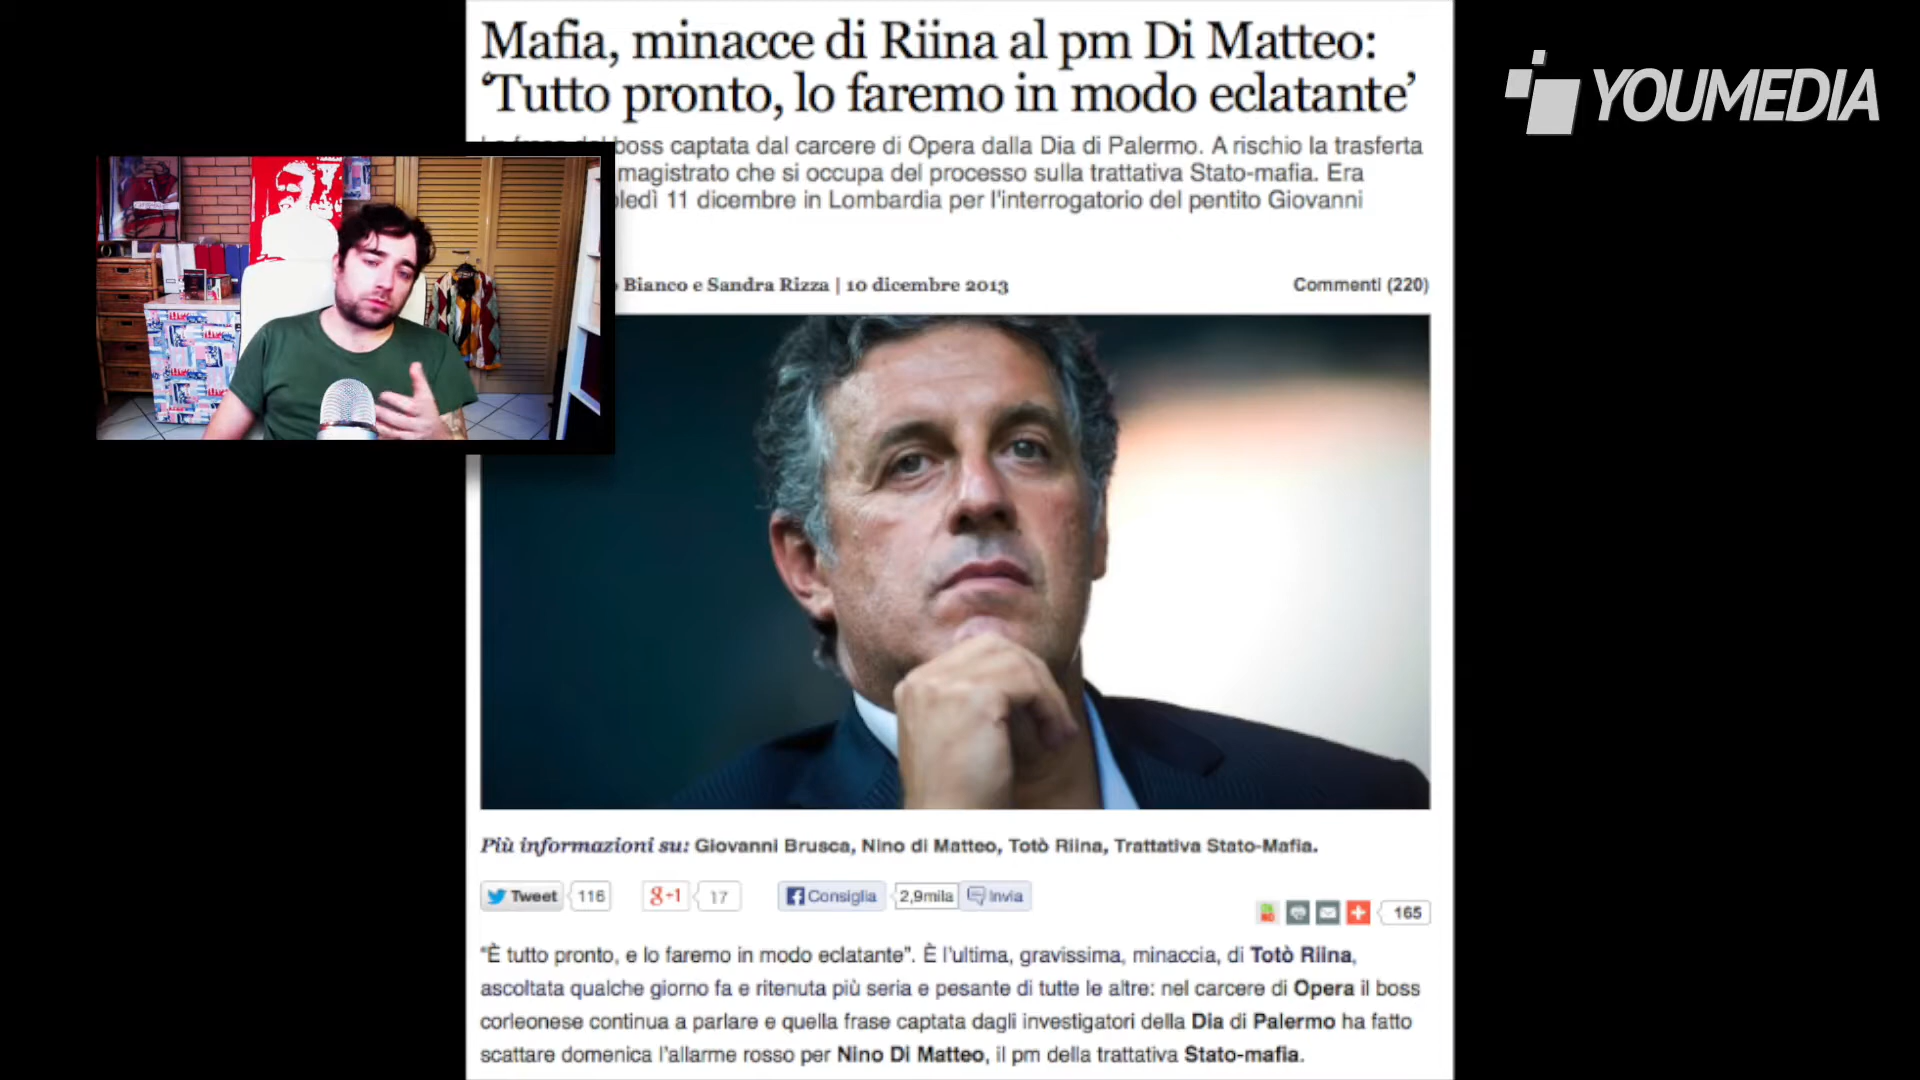 Mafia, minacce di Riina al pm Di Matteo:
‘Tutto pronto, lo faremo in modo eclatante’
YOUMEDIA
boss captata dal carcere di Opera dalla Dia di Palermo. A rischio la trasferta
magistrato che si occupa del processo sulla trattativa Stato-mafia. Era
11 dicembre in Lombardia per l'interrogatorio del pentito Giovanni
Bianco e Sandra Rizza | 10 dicembre 2013
Commenti (220)
Più informazioni su: Giovanni Brusca, Nino di Matteo, Totò Riina, Trattativa Stato-Mafia.
Tweet 116 g+1 17 Consiglia 2,9mila Invia
165
“È tutto pronto, e lo faremo in modo eclatante”. È l’ultima, gravissima, minaccia, di Totò Riina,
ascoltata qualche giorno fa e ritenuta più seria e pesante di tutte le altre: nel carcere di Opera il boss
corleonese continua a parlare e quella frase captata dagli investigatori della Dia di Palermo ha fatto
scattare domenica l’allarme rosso per Nino Di Matteo, il pm della trattativa Stato-mafia.